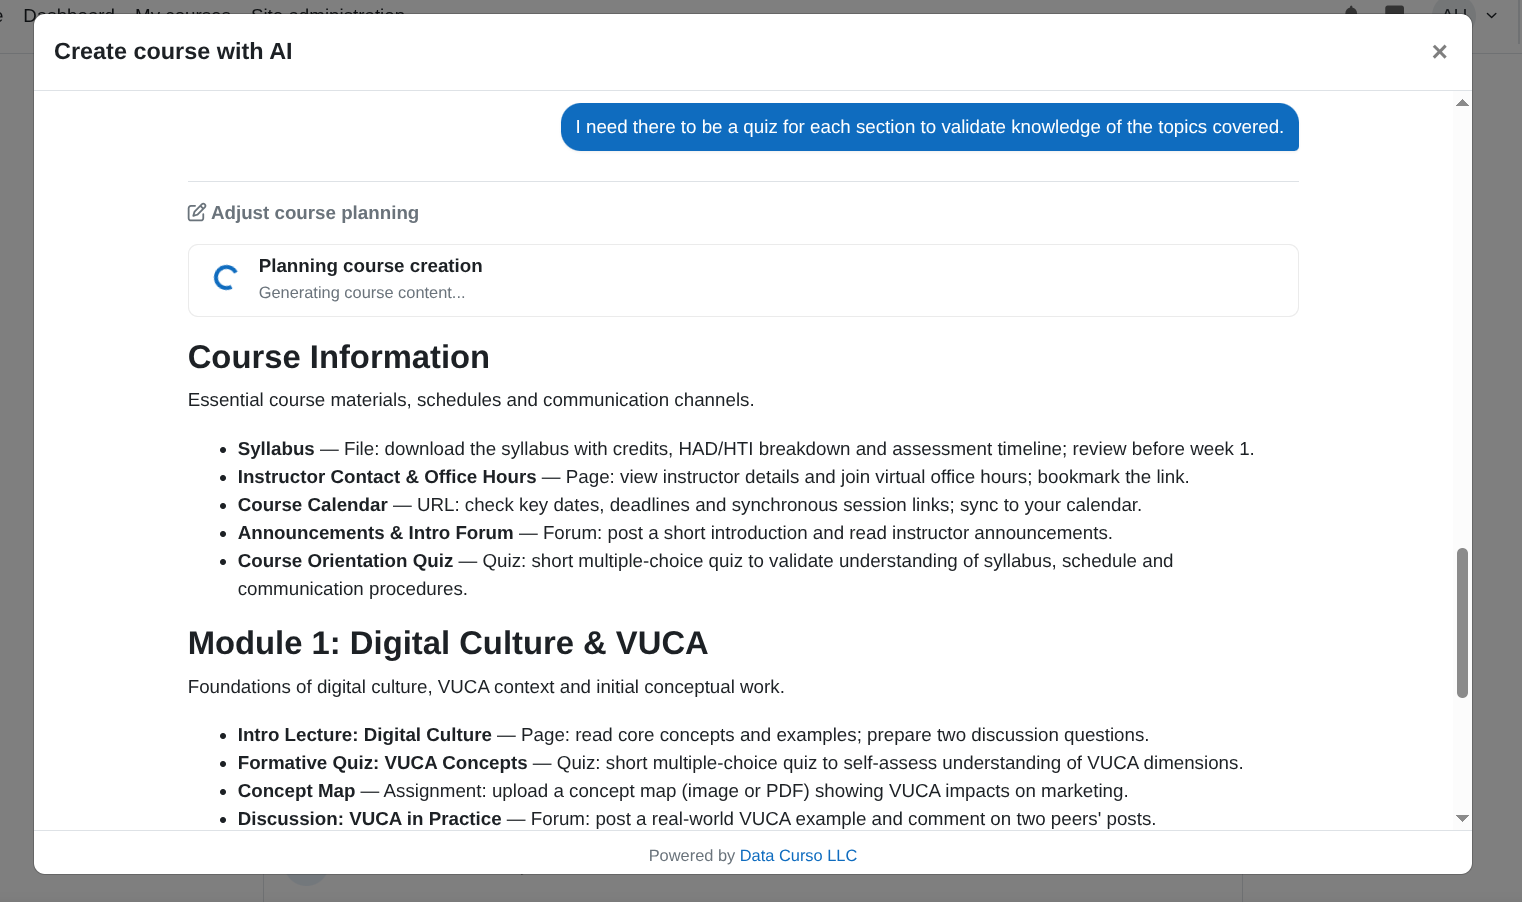 Create course with AI
×
I need there to be a quiz for each section to validate knowledge of the topics covered.
Adjust course planning
Planning course creation
Generating course content...
Course Information
Essential course materials, schedules and communication channels.
• Syllabus — File: download the syllabus with credits, HAD/HTI breakdown and assessment timeline; review before week 1.
• Instructor Contact & Office Hours — Page: view instructor details and join virtual office hours; bookmark the link.
• Course Calendar — URL: check key dates, deadlines and synchronous session links; sync to your calendar.
• Announcements & Intro Forum — Forum: post a short introduction and read instructor announcements.
• Course Orientation Quiz — Quiz: short multiple-choice quiz to validate understanding of syllabus, schedule and
communication procedures.
Module 1: Digital Culture & VUCA
Foundations of digital culture, VUCA context and initial conceptual work.
• Intro Lecture: Digital Culture — Page: read core concepts and examples; prepare two discussion questions.
• Formative Quiz: VUCA Concepts — Quiz: short multiple-choice quiz to self-assess understanding of VUCA dimensions.
• Concept Map — Assignment: upload a concept map (image or PDF) showing VUCA impacts on marketing.
• Discussion: VUCA in Practice — Forum: post a real-world VUCA example and comment on two peers' posts.
Powered by Data Curso LLC